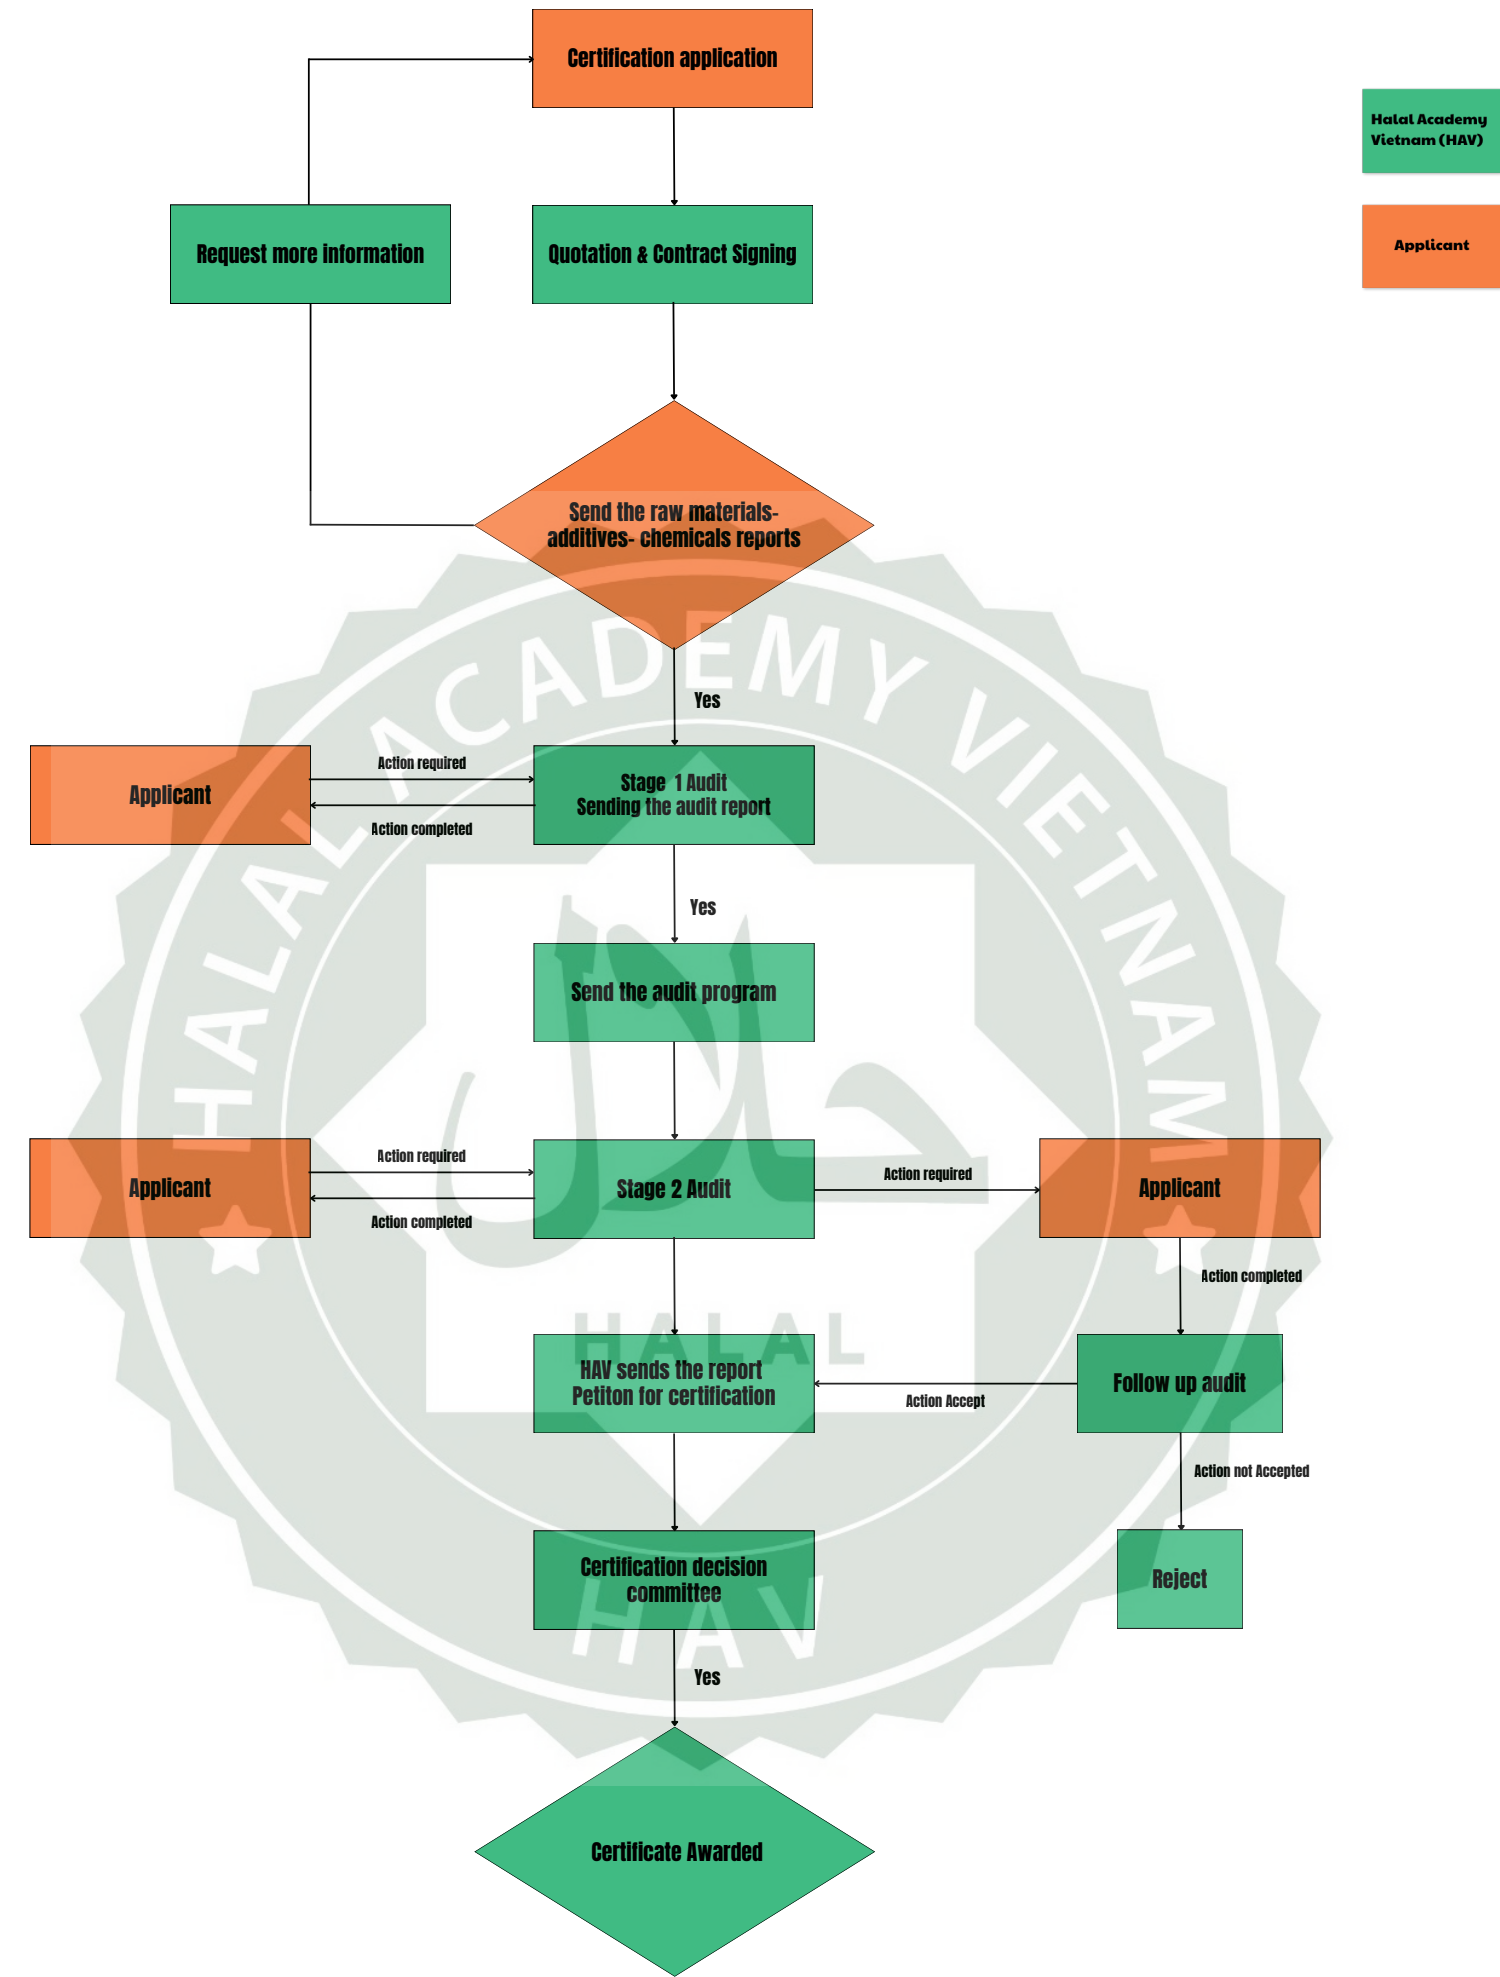 Certification application
Halal Academy
Vietnam (HAV)
Applicant
Request more information
Quotation & Contract Signing
Send the raw materials-
additives- chemicals reports
Yes
Applicant
Action required
Action completed
Stage 1 Audit
Sending the audit report
Yes
Send the audit program
Applicant
Action required
Action completed
Stage 2 Audit
Action required
Applicant
Action completed
HAV sends the report
Petiton for certification
Action Accept
Follow up audit
Action not Accepted
Certification decision
committee
Reject
Yes
Certificate Awarded
HALAL ACADEMY VIETNAM
حلال
HALAL
HAV